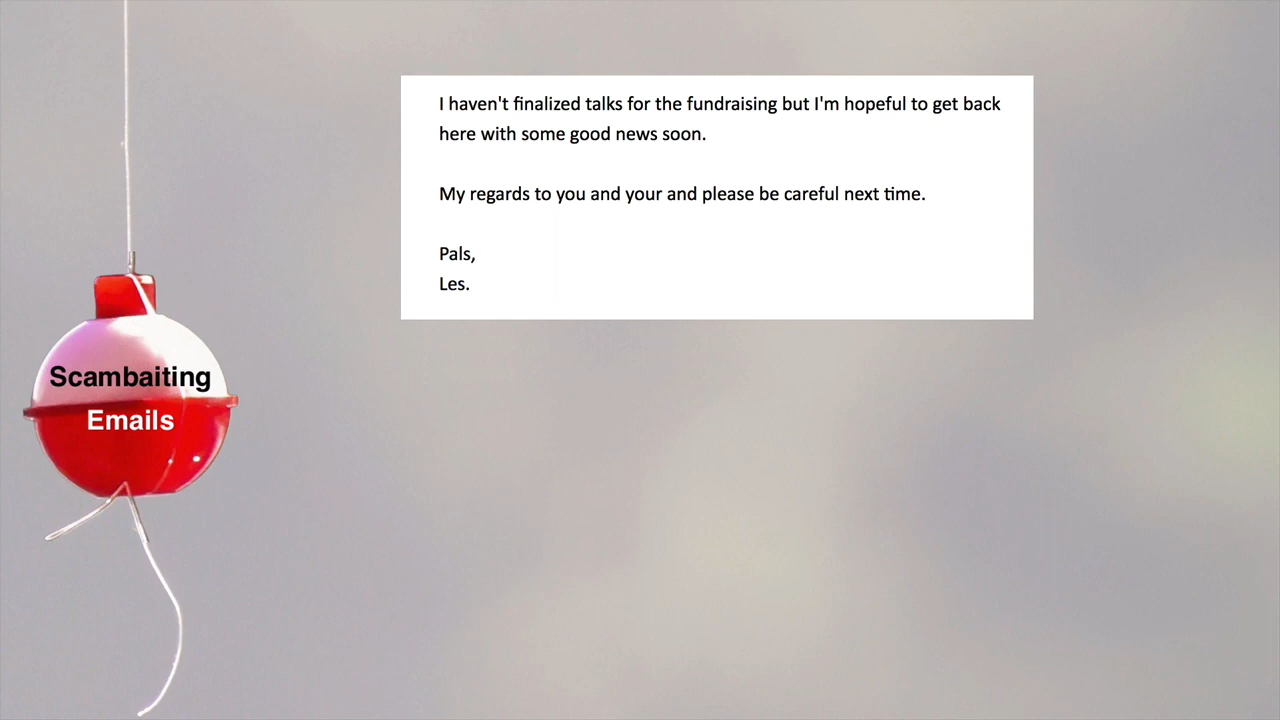 I haven't finalized talks for the fundraising but I'm hopeful to get back
here with some good news soon.
My regards to you and your and please be careful next time.
Pals,
Les.
Scambaiting
Emails